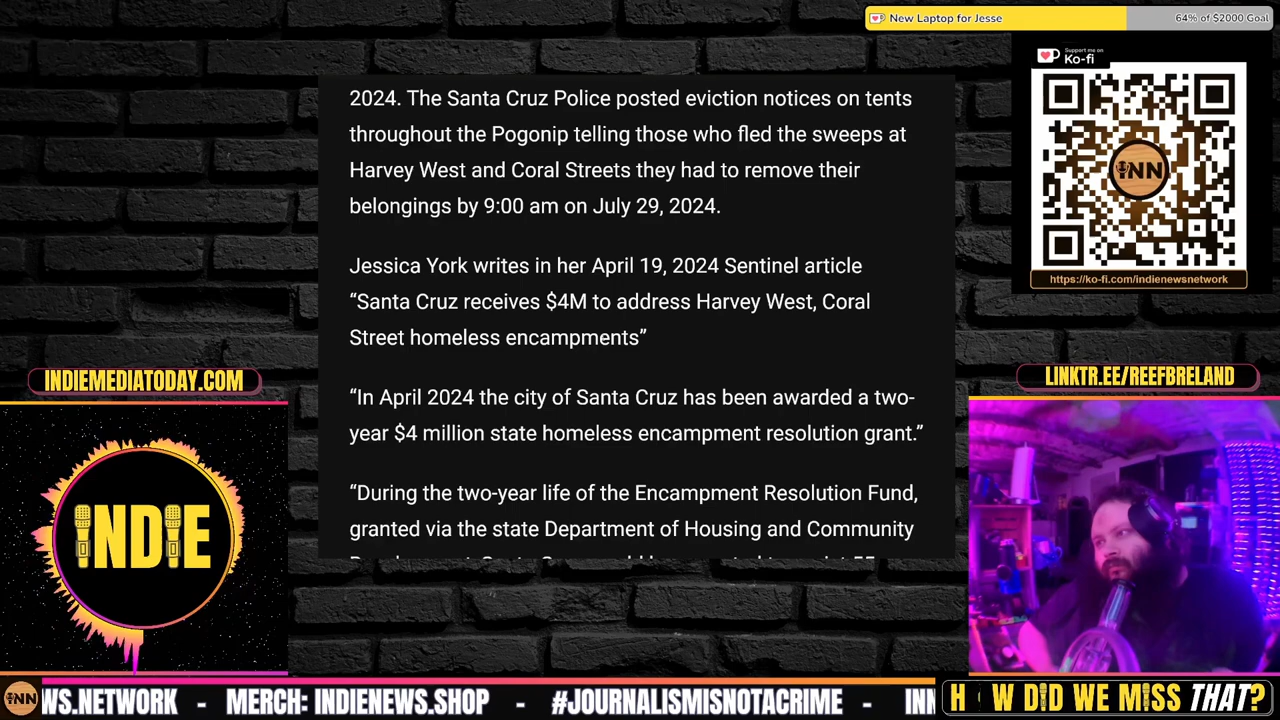 New Laptop for Jesse
64% of $2000 Goal
Support me on
Ko-fi
INN
https://ko-fi.com/indienewsnetwork
2024. The Santa Cruz Police posted eviction notices on tents
throughout the Pogonip telling those who fled the sweeps at
Harvey West and Coral Streets they had to remove their
belongings by 9:00 am on July 29, 2024.
Jessica York writes in her April 19, 2024 Sentinel article
“Santa Cruz receives $4M to address Harvey West, Coral
Street homeless encampments”
“In April 2024 the city of Santa Cruz has been awarded a two-
year $4 million state homeless encampment resolution grant.”
“During the two-year life of the Encampment Resolution Fund,
granted via the state Department of Housing and Community
INDIEMEDIATODAY.COM
LINKTR.EE/REEFBRELAND
INDIE
INN
WS.NETWORK - MERCH: INDIENEWS.SHOP - #JOURNALISMISNOTACRIME - INN
H W DID WE MISS THAT?